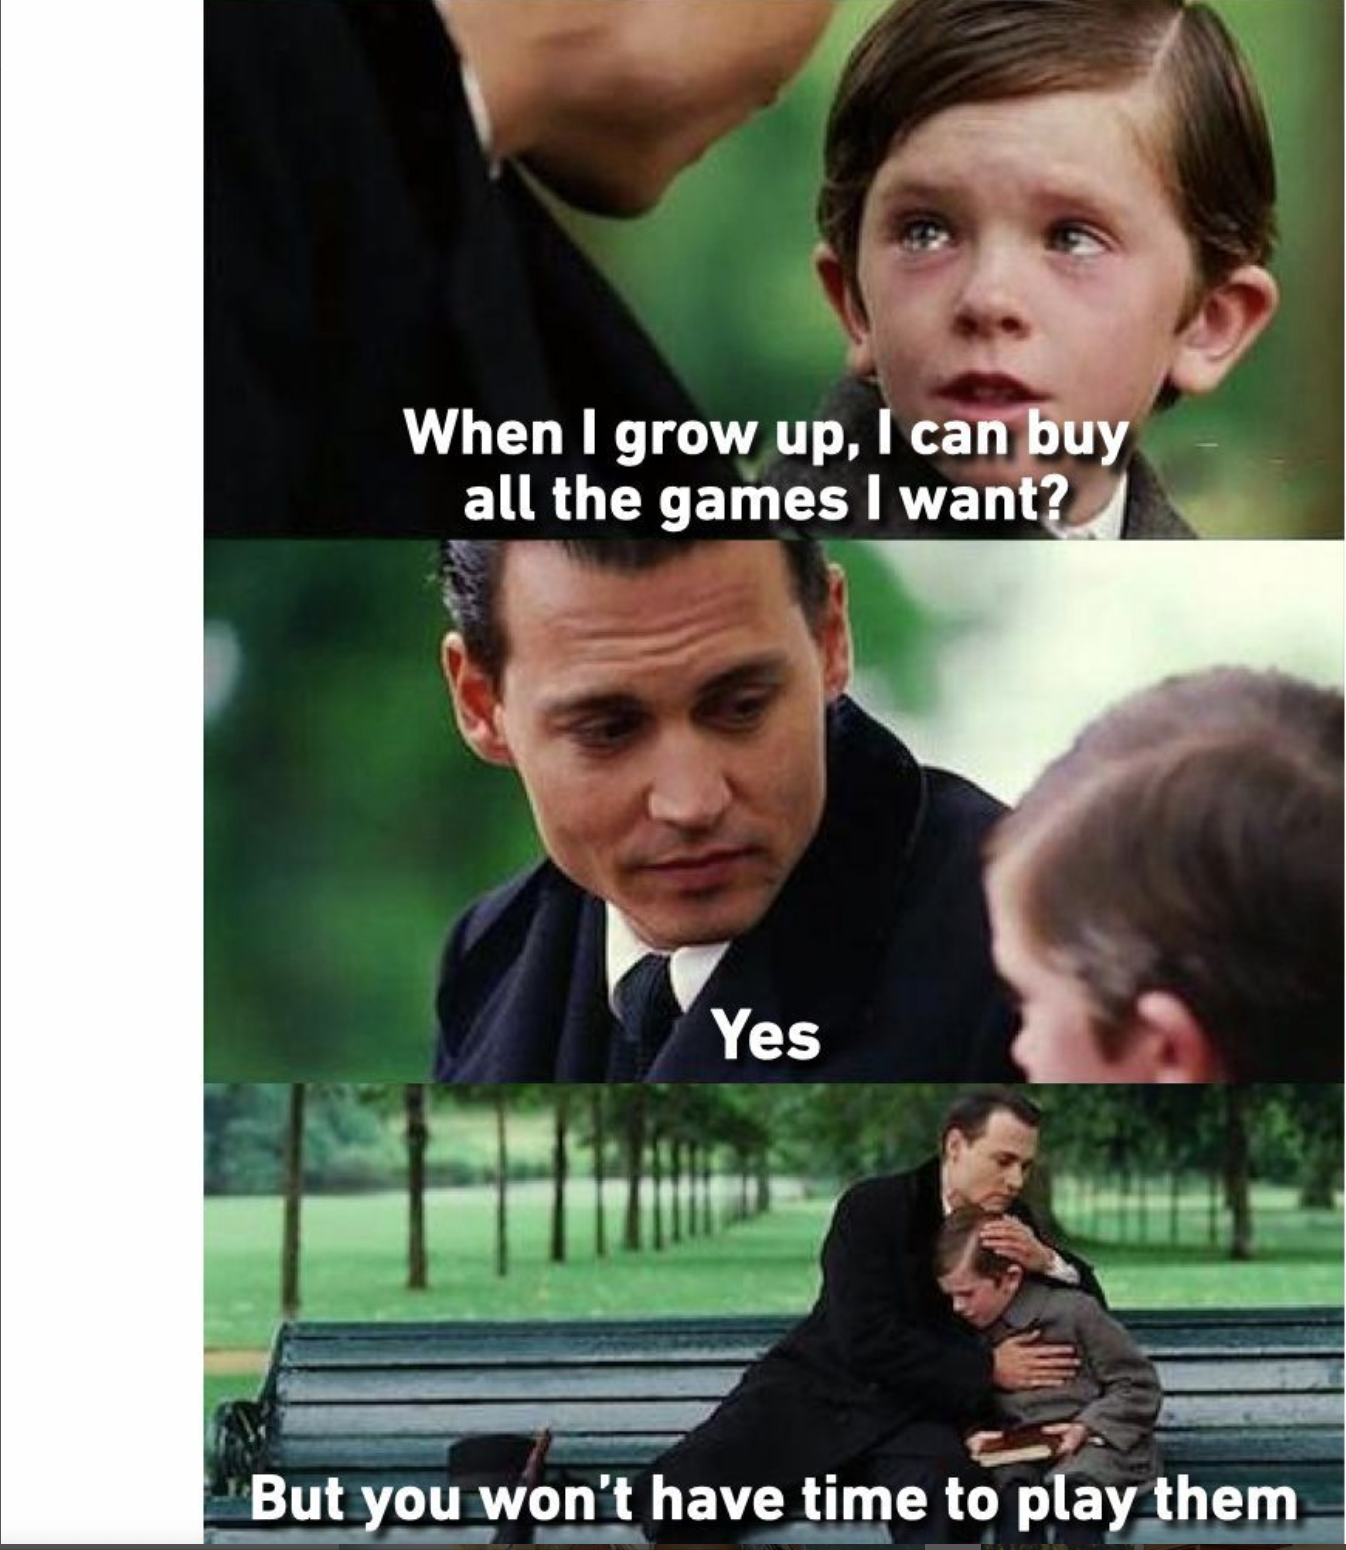 When I grow up, I can buy
all the games I want?
Yes
But you won't have time to play them